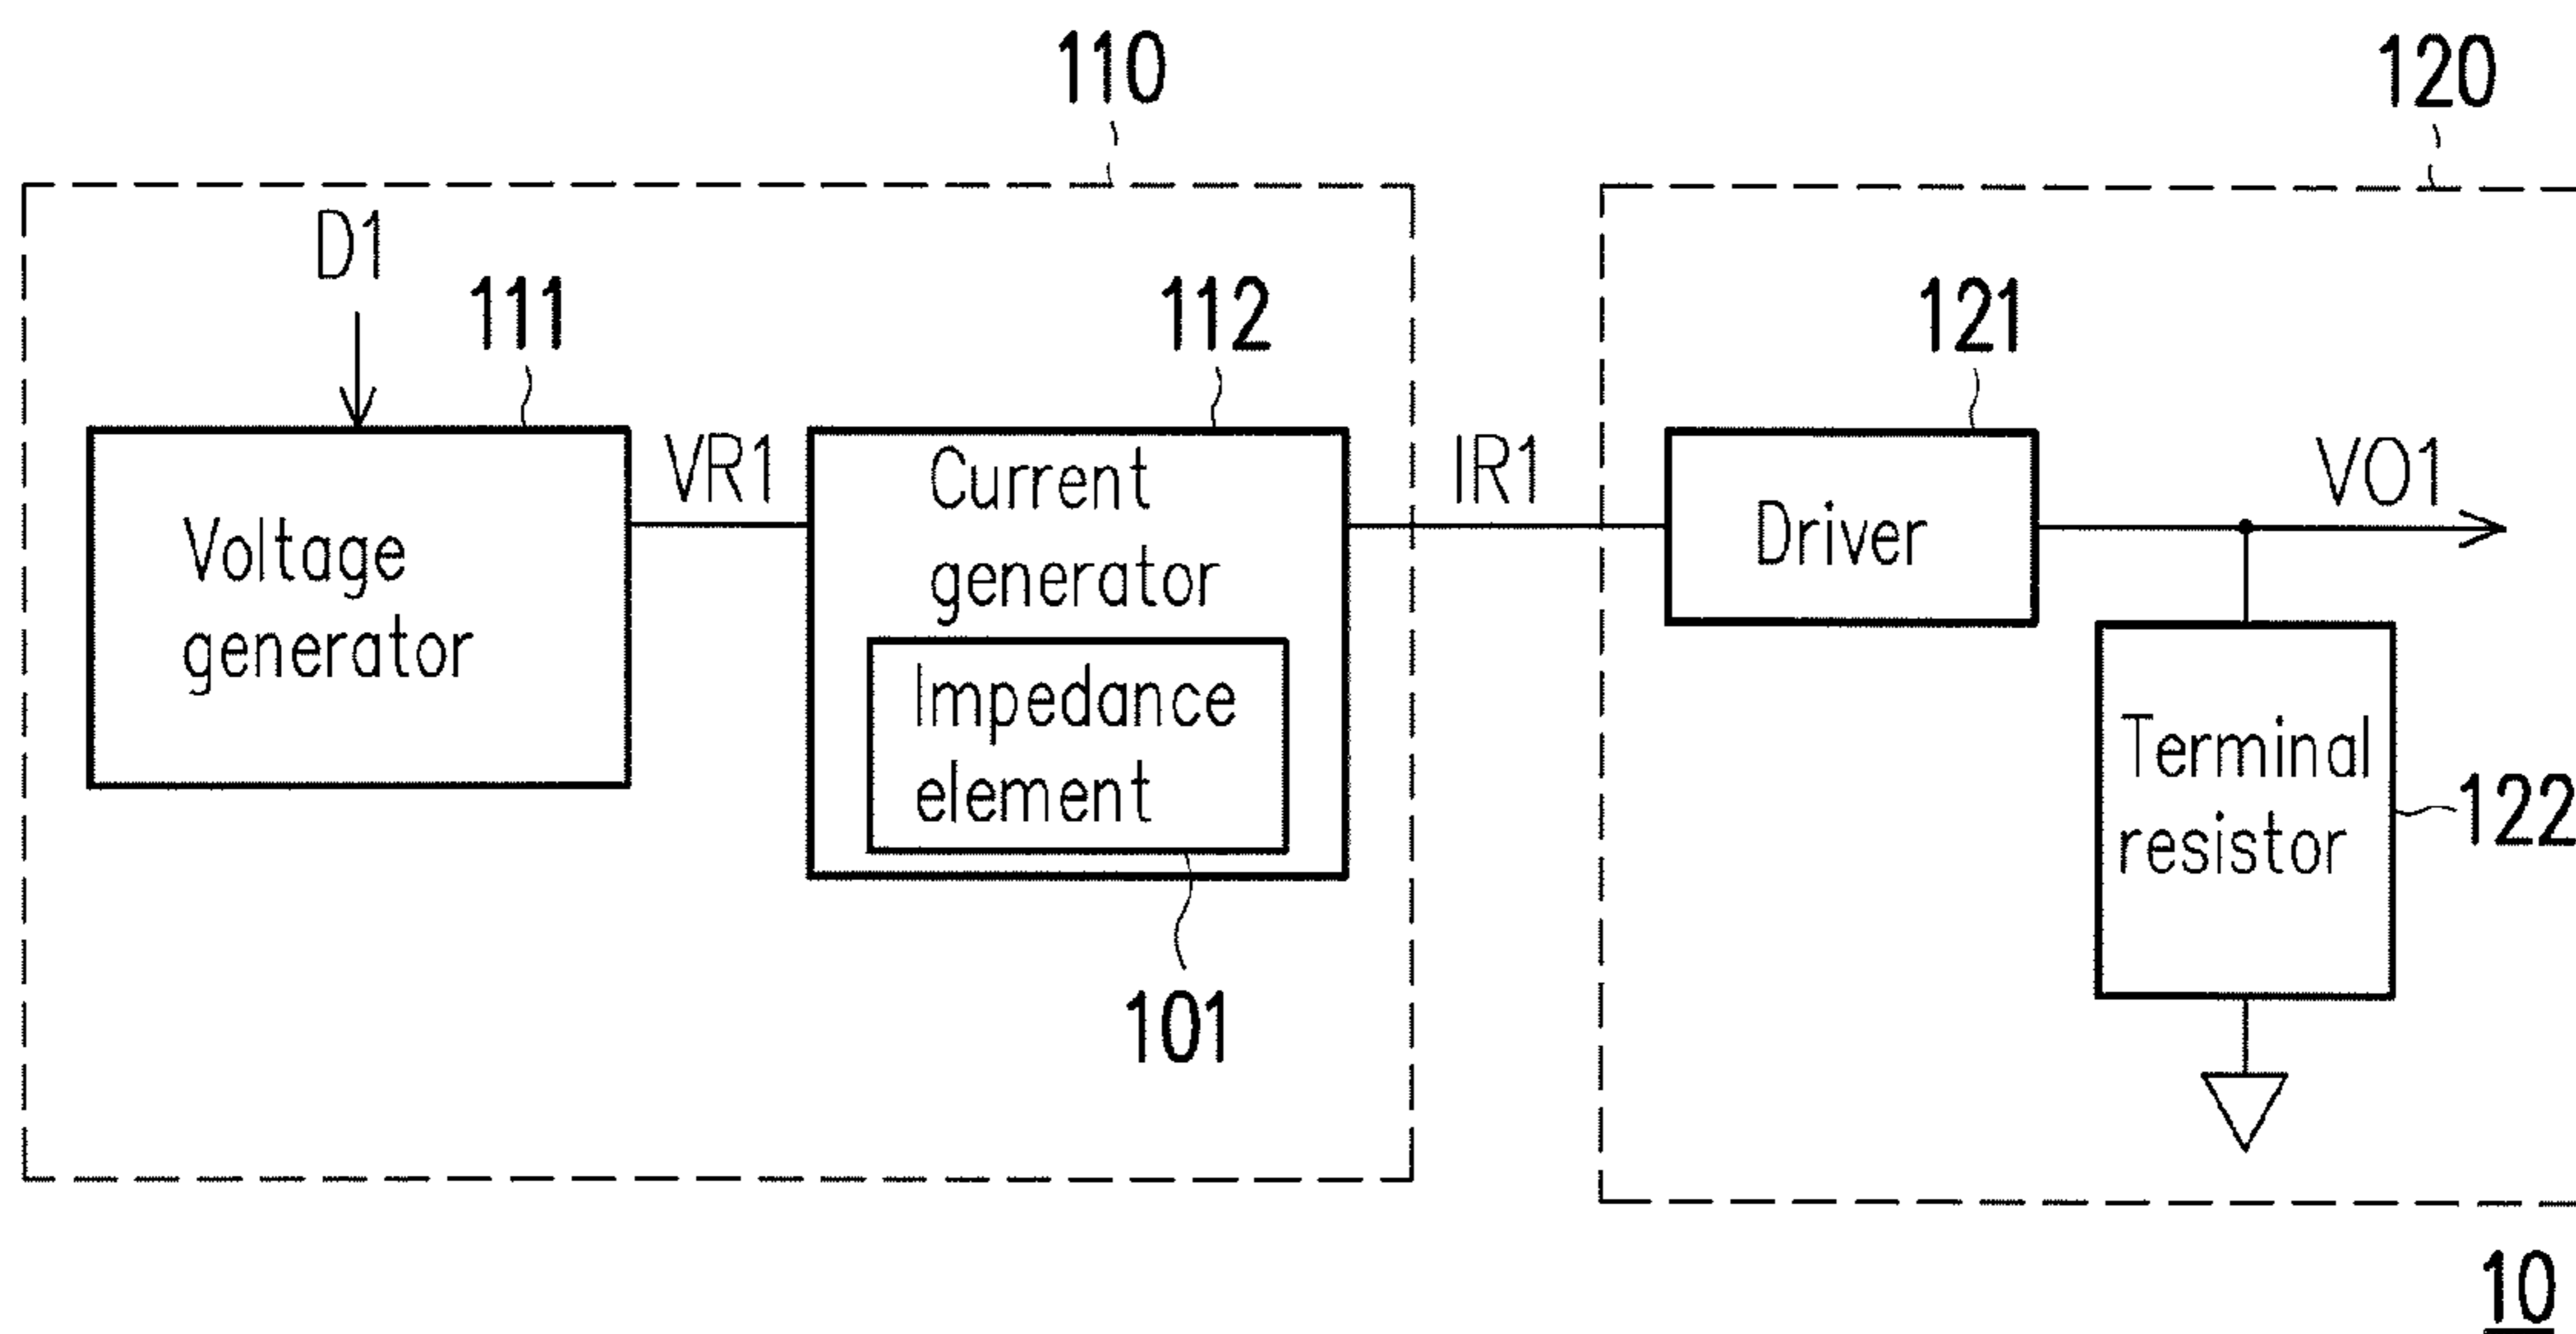 110
120
D1
111
112
121
VR1
IR1
VO1
Voltage
generator
Current
generator
Impedance
element
Driver
Terminal
resistor
122
101
10